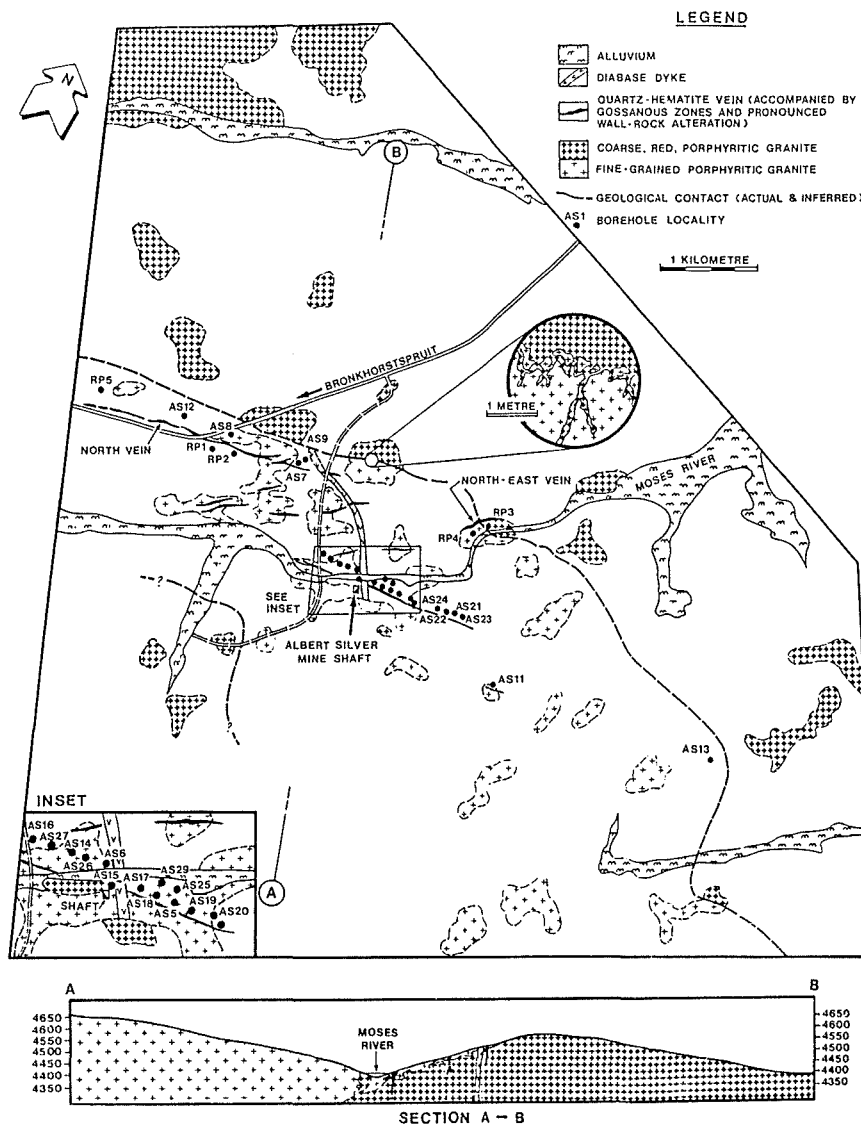 LEGEND
ALLUVIUM
DIABASE DYKE
QUARTZ-HEMATITE VEIN (ACCOMPANIED BY
GOSSANOUS ZONES AND PRONOUNCED
WALL-ROCK ALTERATION)
COARSE, RED, PORPHYRITIC GRANITE
FINE-GRAINED PORPHYRITIC GRANITE
GEOLOGICAL CONTACT (ACTUAL & INFERRED)
BOREHOLE LOCALITY
1 KILOMETRE
N
B
AS1
BRONKHORSTSPRUIT
1 METRE
RP5
AS12
AS8
NORTH VEIN
RP1
RP2
AS9
AS7
NORTH-EAST VEIN
MOSES RIVER
RP3
RP4
?
SEE
INSET
AS24
AS21
AS22
AS23
ALBERT SILVER
MINE SHAFT
?
AS11
AS13
INSET
AS16
AS27
AS14
AS6
AS26
AS15
AS17
AS29
AS25
SHAFT
AS18
AS5
AS19
AS20
V
V
V
V
A
A
B
4650
4600
4550
4500
4450
4400
4350
MOSES
RIVER
4650
4600
4550
4500
4450
4400
4350
SECTION A – B